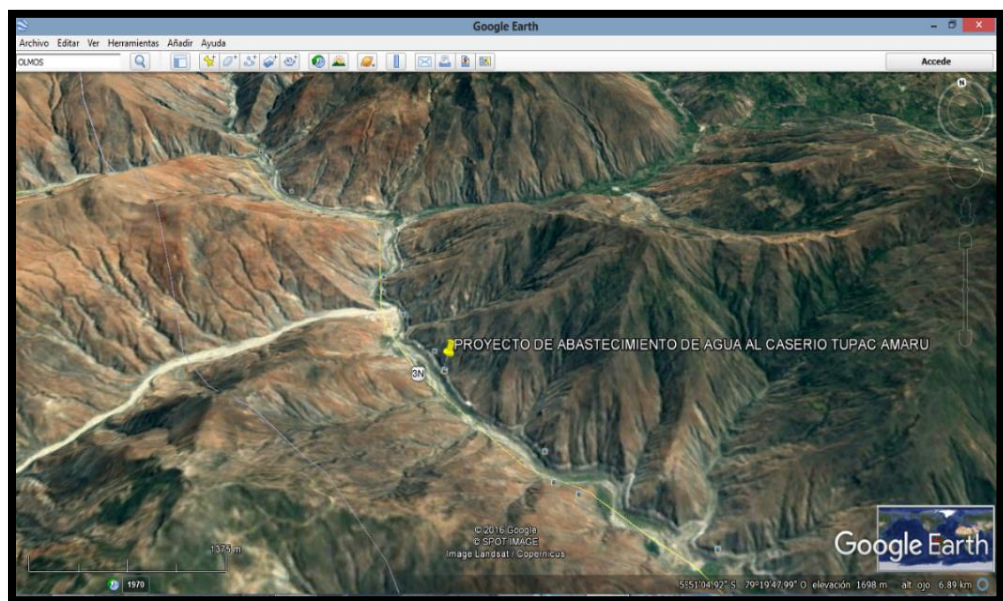 Google Earth
Archivo Editar Ver Herramientas Añadir Ayuda
OLMOS
Accede
N
PROYECTO DE ABASTECIMIENTO DE AGUA AL CASERIO TUPAC AMARU
3N
© 2016 Google
© SPOT IMAGE
Image Landsat / Copernicus
1375 m
Google Earth
1970
5°51'04.92" S 79°19'47.99" O elevación 1698 m alt. ojo 6.89 km